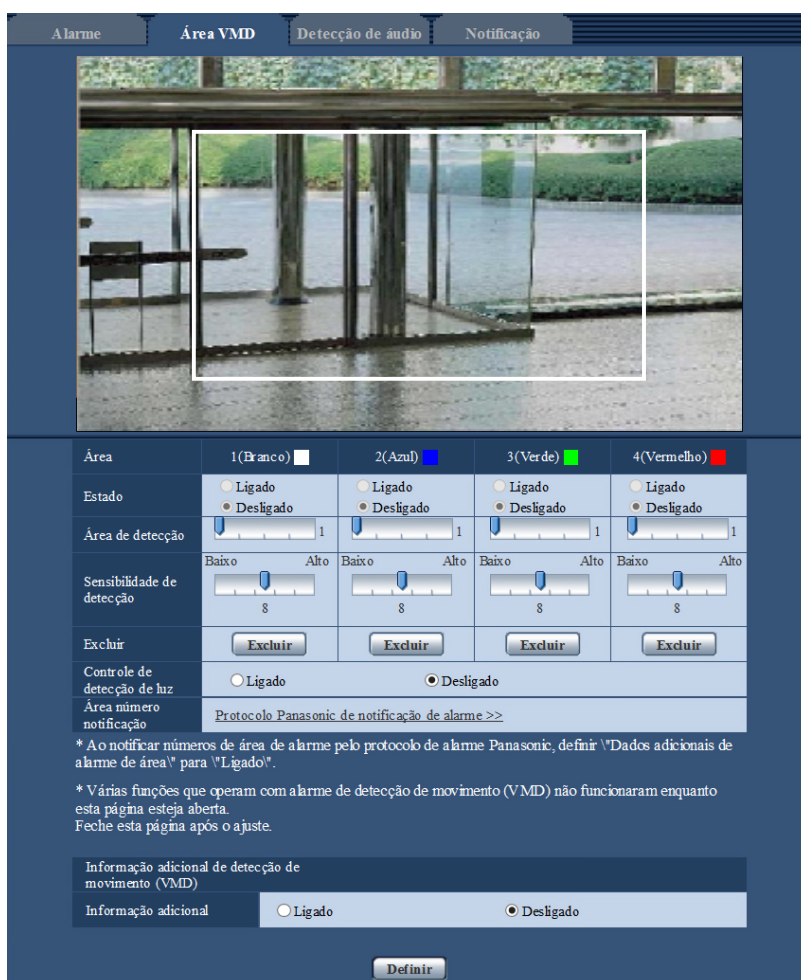 Alarme Área VMD Detecção de áudio Notificação
Área 1(Branco) 2(Azul) 3(Verde) 4(Vermelho)
Estado
Ligado Ligado Ligado Ligado
Desligado Desligado Desligado Desligado
Área de detecção 1 1 1 1
Baixo Alto Baixo Alto Baixo Alto Baixo Alto
Sensibilidade de
detecção
8 8 8 8
Excluir Excluir Excluir Excluir Excluir
Controle de
detecção de luz
Ligado Desligado
Área número
notificação
Protocolo Panasonic de notificação de alarme >>
* Ao notificar números de área de alarme pelo protocolo de alarme Panasonic, definir \"Dados adicionais de
alarme de área\" para \"Ligado\".
* Várias funções que operam com alarme de detecção de movimento (VMD) não funcionaram enquanto
esta página esteja aberta.
Feche esta página após o ajuste.
Informação adicional de detecção de
movimento (VMD)
Informação adicional Ligado Desligado
Definir